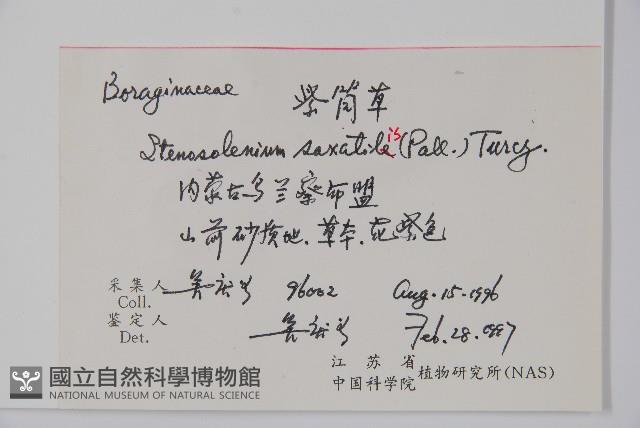 Boraginaceae 紫筒草
Stenosolenium saxatile is (Pall.) Turcz.
内蒙古乌兰察布盟
山前砂质地. 草本. 花紫色
采集人 96002 Aug. 15. 1996
Coll.
鉴定人 Feb. 28. 1997
Det.
江苏省
中国科学院 植物研究所(NAS)
國立自然科學博物館
NATIONAL MUSEUM OF NATURAL SCIENCE